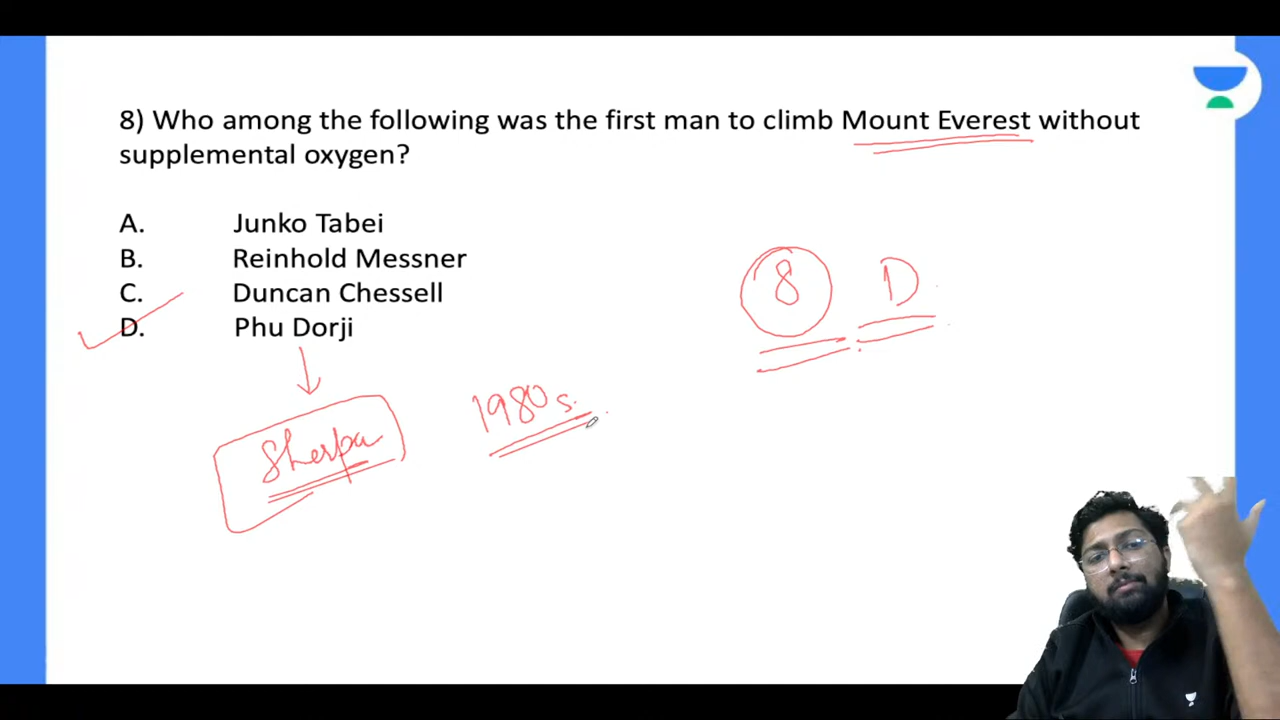 8) Who among the following was the first man to climb Mount Everest without
supplemental oxygen?
A. Junko Tabei
B. Reinhold Messner
C. Duncan Chessell
D. Phu Dorji
8 D
1980s.
Sherpa